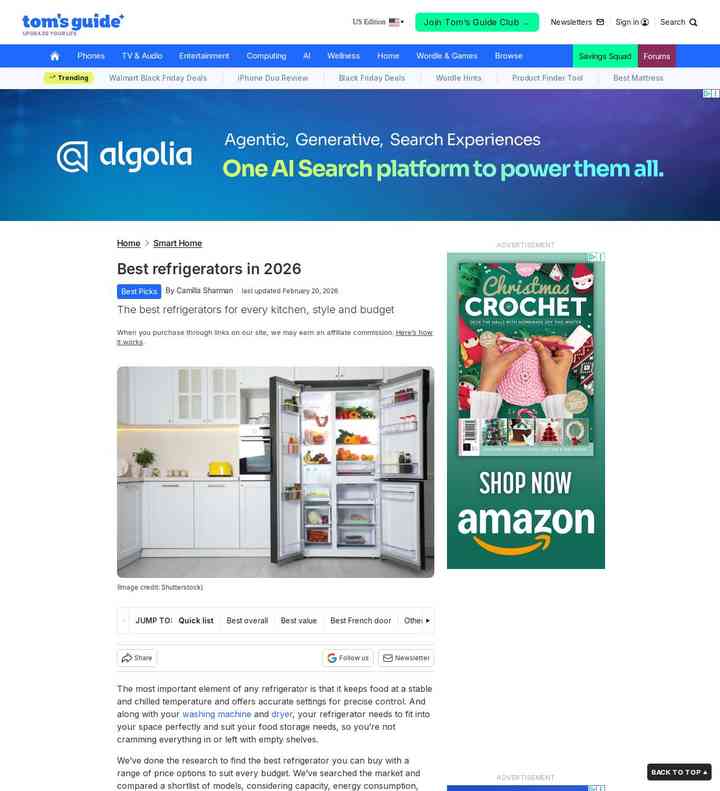 tom's guide
UPGRADE YOUR LIFE
US Edition
Join Tom's Guide Club →
Newsletters
Sign in
Search
Phones
TV & Audio
Entertainment
Computing
AI
Wellness
Home
Wordle & Games
Browse
Savings Squad
Forums
Trending
Walmart Black Friday Deals
iPhone Duo Review
Black Friday Deals
Wordle Hints
Product Finder Tool
Best Mattress
algolia
Agentic, Generative, Search Experiences
One AI Search platform to power them all.
Home > Smart Home
Best refrigerators in 2026
Best Picks
By Camilla Sharman
last updated February 20, 2026
The best refrigerators for every kitchen, style and budget
When you purchase through links on our site, we may earn an affiliate commission. Here's how
it works.
(Image credit: Shutterstock)
JUMP TO:
Quick list
Best overall
Best value
Best French door
Other
Share
Follow us
Newsletter
The most important element of any refrigerator is that it keeps food at a stable
and chilled temperature and offers accurate settings for precise control. And
along with your washing machine and dryer, your refrigerator needs to fit into
your space perfectly and suit your food storage needs, so you're not
cramming everything in or left with empty shelves.
We've done the research to find the best refrigerator you can buy with a
range of price options to suit every budget. We've searched the market and
compared a shortlist of models, considering capacity, energy consumption,
ADVERTISEMENT
Christmas
CROCHET
DECK THE HALLS WITH HOMEMADE JOY THIS WINTER
SHOP NOW
amazon
ADVERTISEMENT
BACK TO TOP